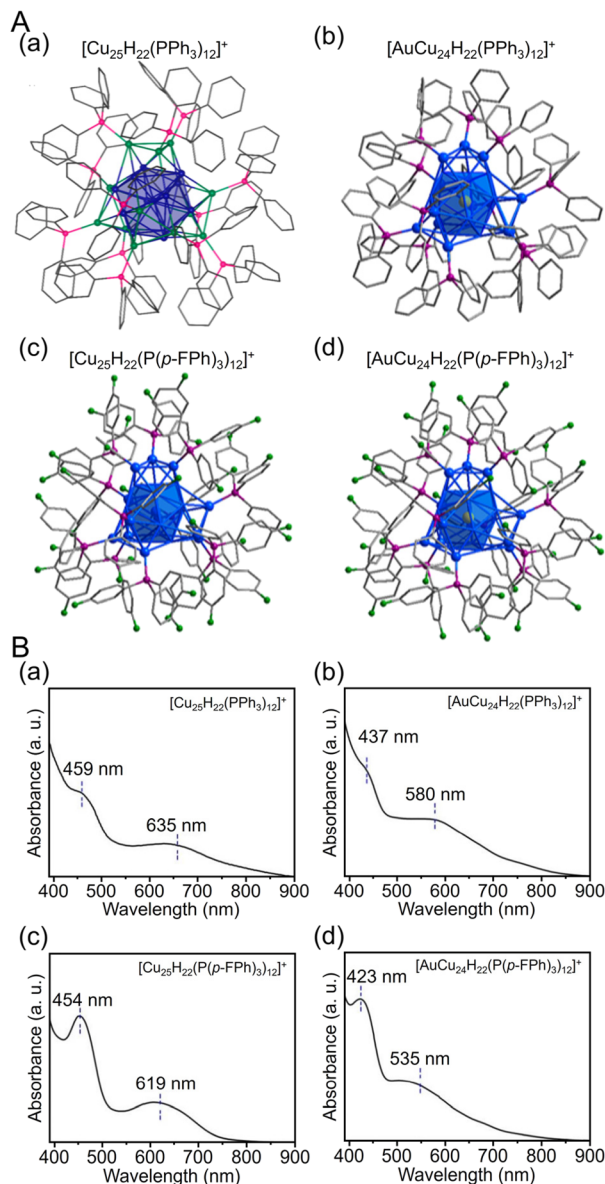 A
(a)
[Cu₂₅H₂₂(PPh₃)₁₂]⁺
(b)
[AuCu₂₄H₂₂(PPh₃)₁₂]⁺
(c)
[Cu₂₅H₂₂(P(p-FPh)₃)₁₂]⁺
(d)
[AuCu₂₄H₂₂(P(p-FPh)₃)₁₂]⁺
B
(a)
[Cu₂₅H₂₂(PPh₃)₁₂]⁺
459 nm
635 nm
Absorbance (a. u.)
400 500 600 700 800 900
Wavelength (nm)
(b)
[AuCu₂₄H₂₂(PPh₃)₁₂]⁺
437 nm
580 nm
Absorbance (a. u.)
400 500 600 700 800 900
Wavelength (nm)
(c)
[Cu₂₅H₂₂(P(p-FPh)₃)₁₂]⁺
454 nm
619 nm
Absorbance (a. u.)
400 500 600 700 800 900
Wavelength (nm)
(d)
[AuCu₂₄H₂₂(P(p-FPh)₃)₁₂]⁺
423 nm
535 nm
Absorbance (a. u.)
400 500 600 700 800 900
Wavelength (nm)